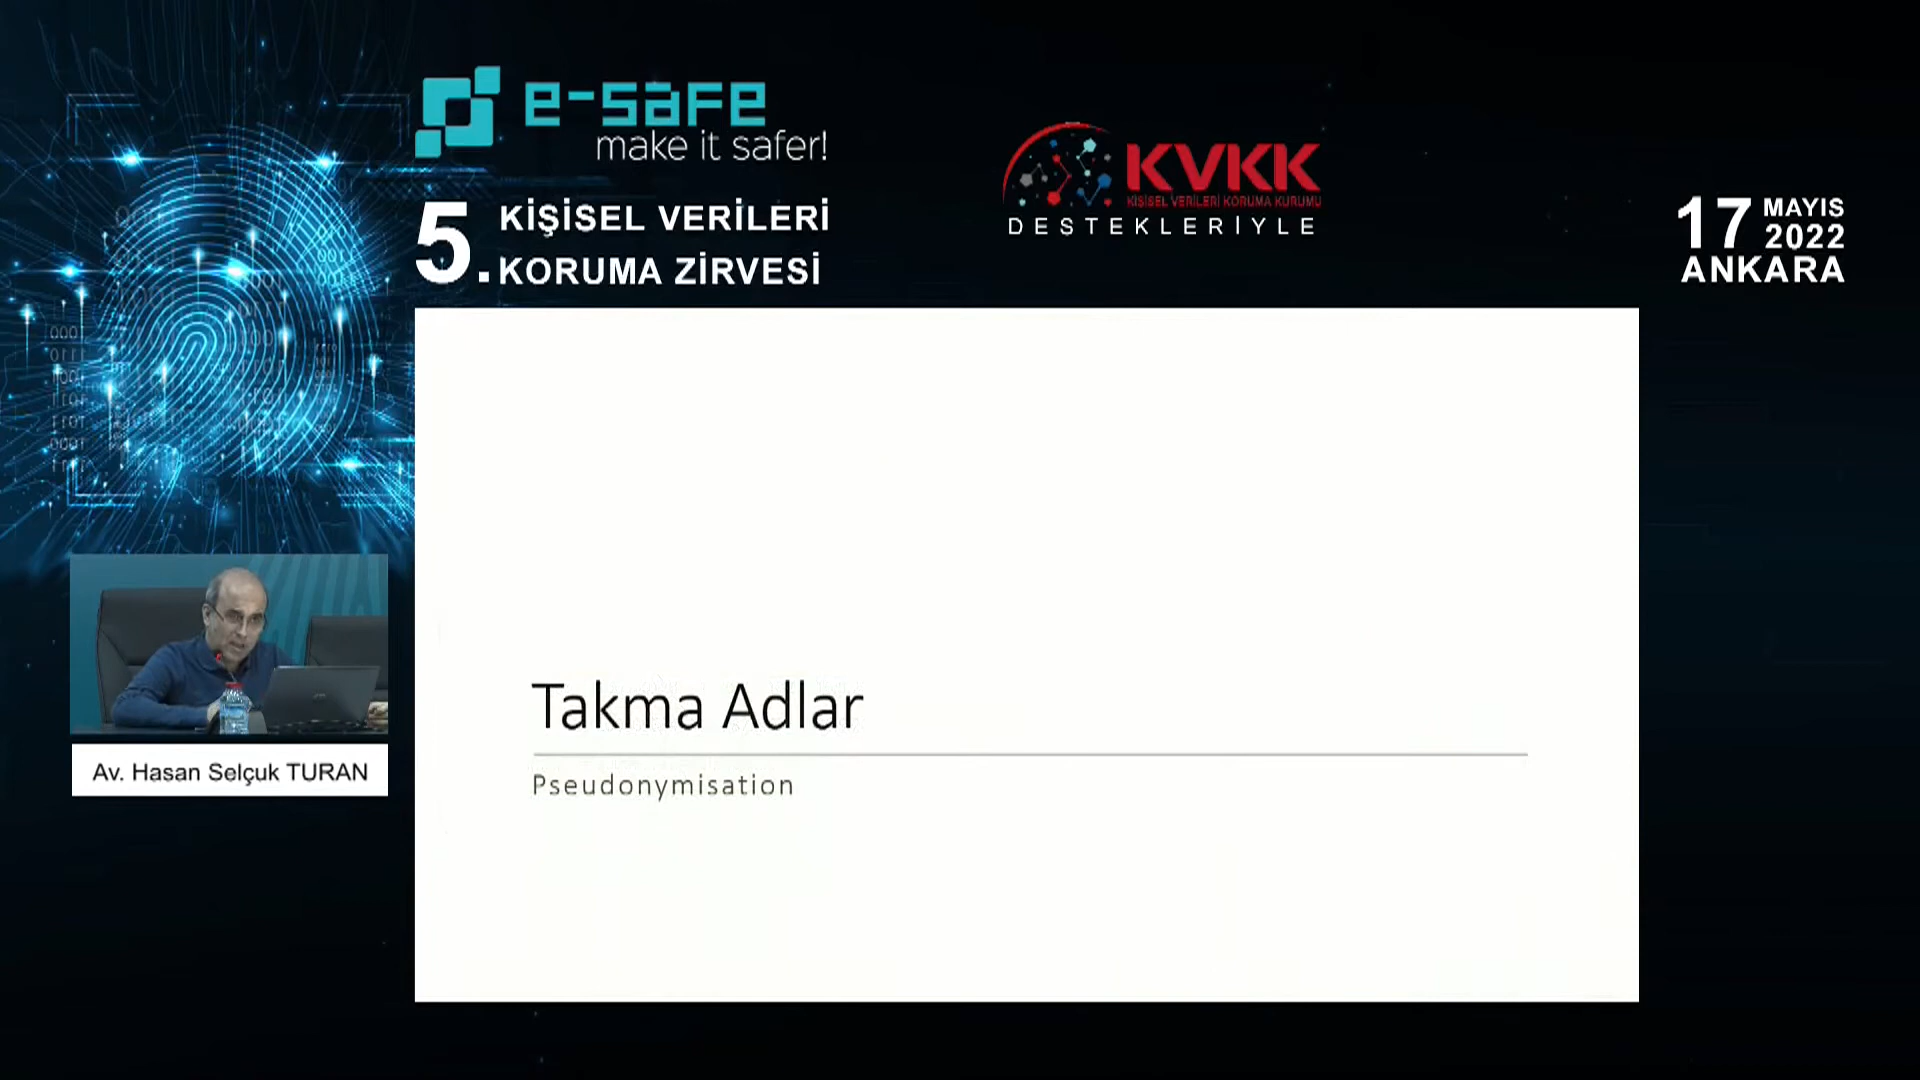 e-safe
make it safer!
5. KİŞİSEL VERİLERİ
KORUMA ZİRVESİ
KVKK
KİŞİSEL VERİLERİ KORUMA KURUMU
DESTEKLERİYLE
17 MAYIS
2022
ANKARA
Takma Adlar
Pseudonymisation
Av. Hasan Selçuk TURAN